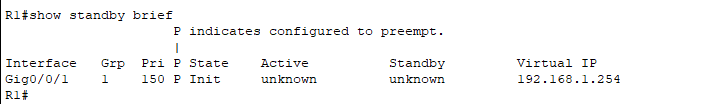 R1#show standby brief
                     P indicates configured to preempt.
                     |
Interface   Grp  Pri P State    Active          Standby         Virtual IP
Gig0/0/1    1    150 P Init     unknown         unknown         192.168.1.254
R1#